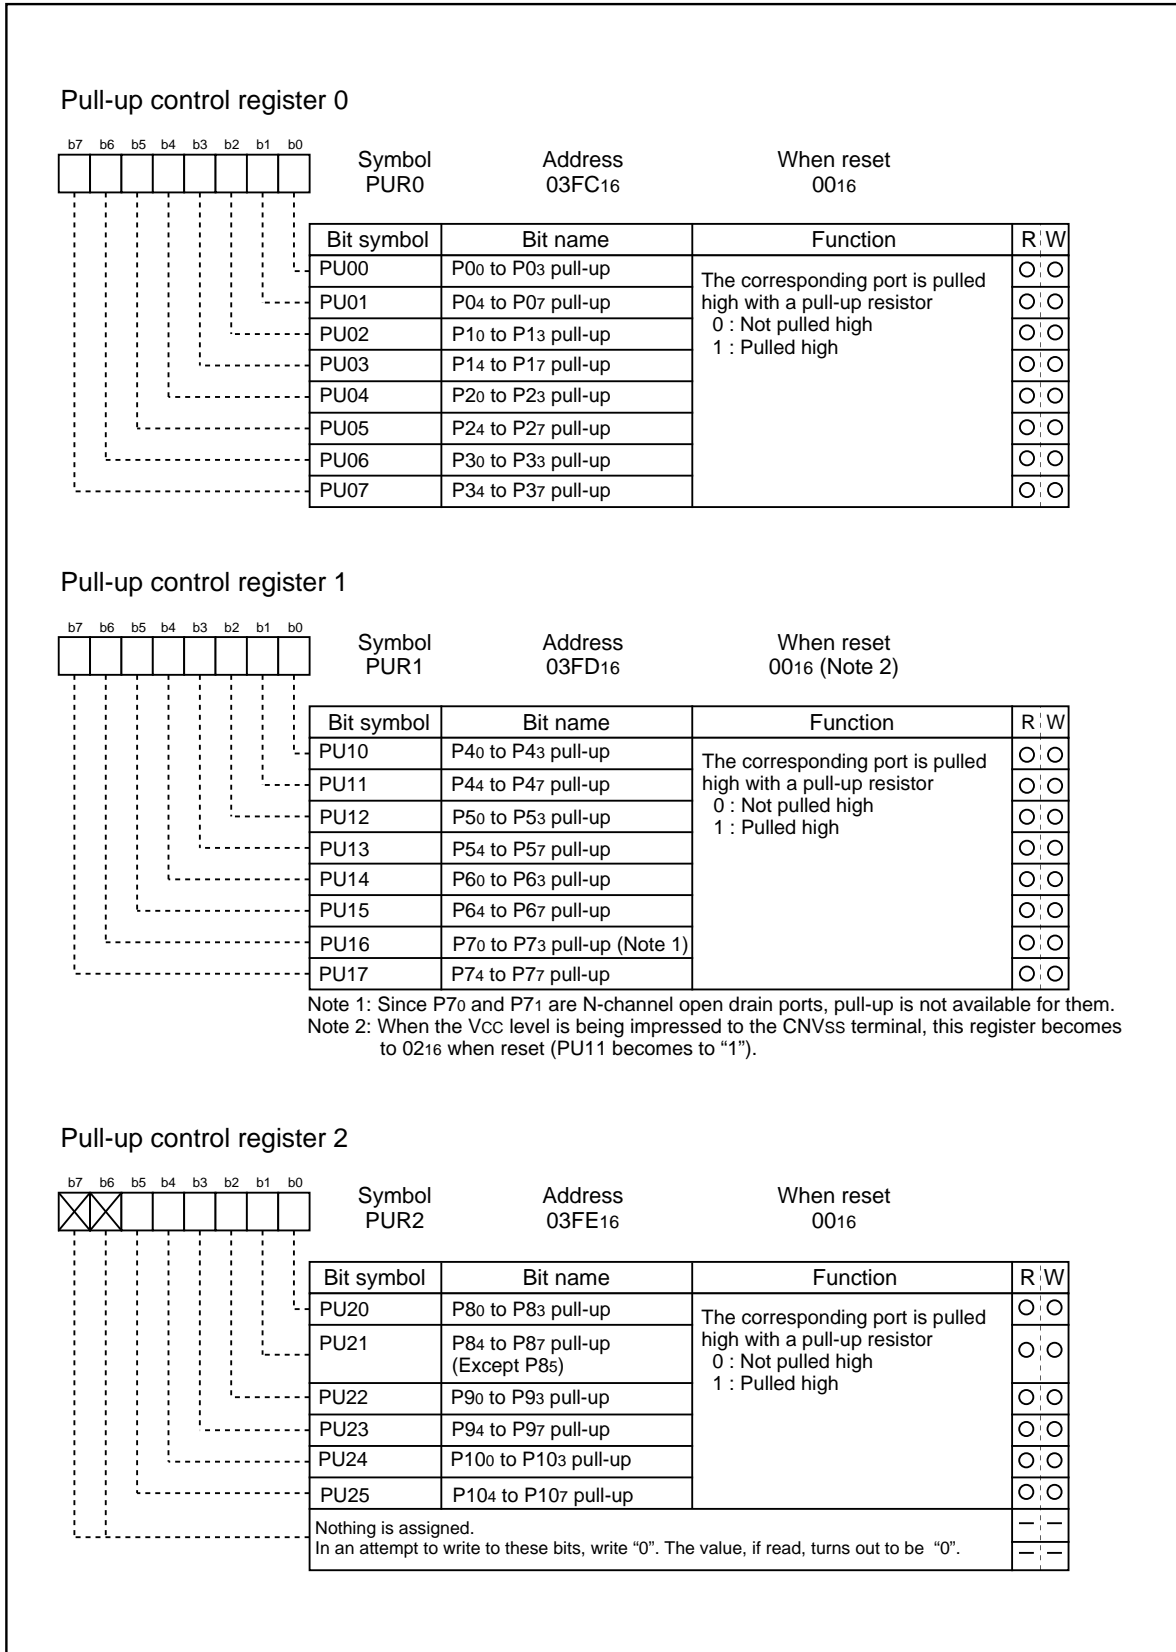 Pull-up control register 0
b7 b6 b5 b4 b3 b2 b1 b0
Symbol Address When reset
PUR0 03FC16 0016
Bit symbol Bit name Function R W
PU00 P00 to P03 pull-up The corresponding port is pulled
PU01 P04 to P07 pull-up high with a pull-up resistor
PU02 P10 to P13 pull-up 0 : Not pulled high
PU03 P14 to P17 pull-up 1 : Pulled high
PU04 P20 to P23 pull-up
PU05 P24 to P27 pull-up
PU06 P30 to P33 pull-up
PU07 P34 to P37 pull-up
Pull-up control register 1
b7 b6 b5 b4 b3 b2 b1 b0
Symbol Address When reset
PUR1 03FD16 0016 (Note 2)
Bit symbol Bit name Function R W
PU10 P40 to P43 pull-up The corresponding port is pulled
PU11 P44 to P47 pull-up high with a pull-up resistor
PU12 P50 to P53 pull-up 0 : Not pulled high
PU13 P54 to P57 pull-up 1 : Pulled high
PU14 P60 to P63 pull-up
PU15 P64 to P67 pull-up
PU16 P70 to P73 pull-up (Note 1)
PU17 P74 to P77 pull-up
Note 1: Since P70 and P71 are N-channel open drain ports, pull-up is not available for them.
Note 2: When the VCC level is being impressed to the CNVSS terminal, this register becomes
to 0216 when reset (PU11 becomes to “1”).
Pull-up control register 2
b7 b6 b5 b4 b3 b2 b1 b0
Symbol Address When reset
PUR2 03FE16 0016
Bit symbol Bit name Function R W
PU20 P80 to P83 pull-up The corresponding port is pulled
PU21 P84 to P87 pull-up high with a pull-up resistor
(Except P85) 0 : Not pulled high
PU22 P90 to P93 pull-up 1 : Pulled high
PU23 P94 to P97 pull-up
PU24 P100 to P103 pull-up
PU25 P104 to P107 pull-up
Nothing is assigned.
In an attempt to write to these bits, write “0”. The value, if read, turns out to be “0”.